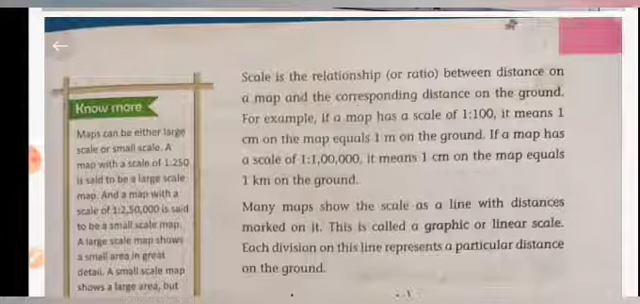 Scale is the relationship (or ratio) between distance on
a map and the corresponding distance on the ground.
For example, if a map has a scale of 1:100, it means 1
cm on the map equals 1 m on the ground. If a map has
a scale of 1:1,00,000, it means 1 cm on the map equals
1 km on the ground.
Many maps show the scale as a line with distances
marked on it. This is called a graphic or linear scale.
Each division on this line represents a particular distance
on the ground.
Know more
Maps can be either large
scale or small scale. A
map with a scale of 1:250
is said to be a large scale
map. And a map with a
scale of 1:2,50,000 is said
to be a small scale map.
A large scale map shows
a small area in great
detail. A small scale map
shows a large area, but